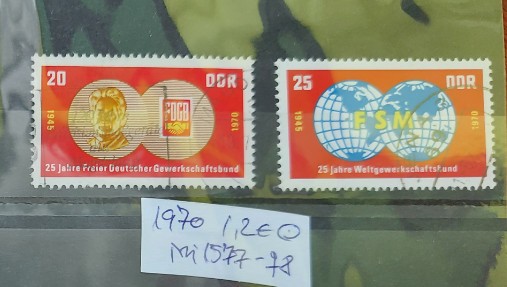 20 DDR
FDGB
1945
1970
25 Jahre Freier Deutscher Gewerkschaftsbund
25 DDR
FSM
1945
1970
25 Jahre Weltgewerkschaftsbund
1970 1,2€
Mi 1577-78